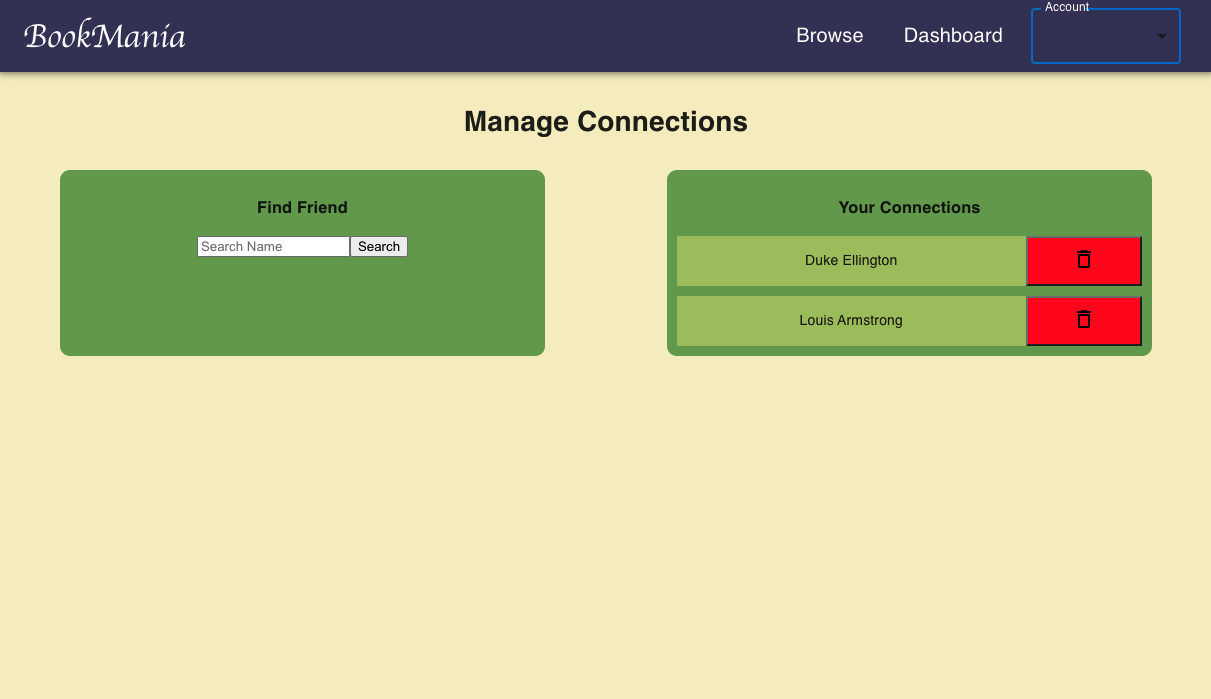 BookMania
Browse
Dashboard
Account
Manage Connections
Find Friend
Search Name
Search
Your Connections
Duke Ellington
Louis Armstrong